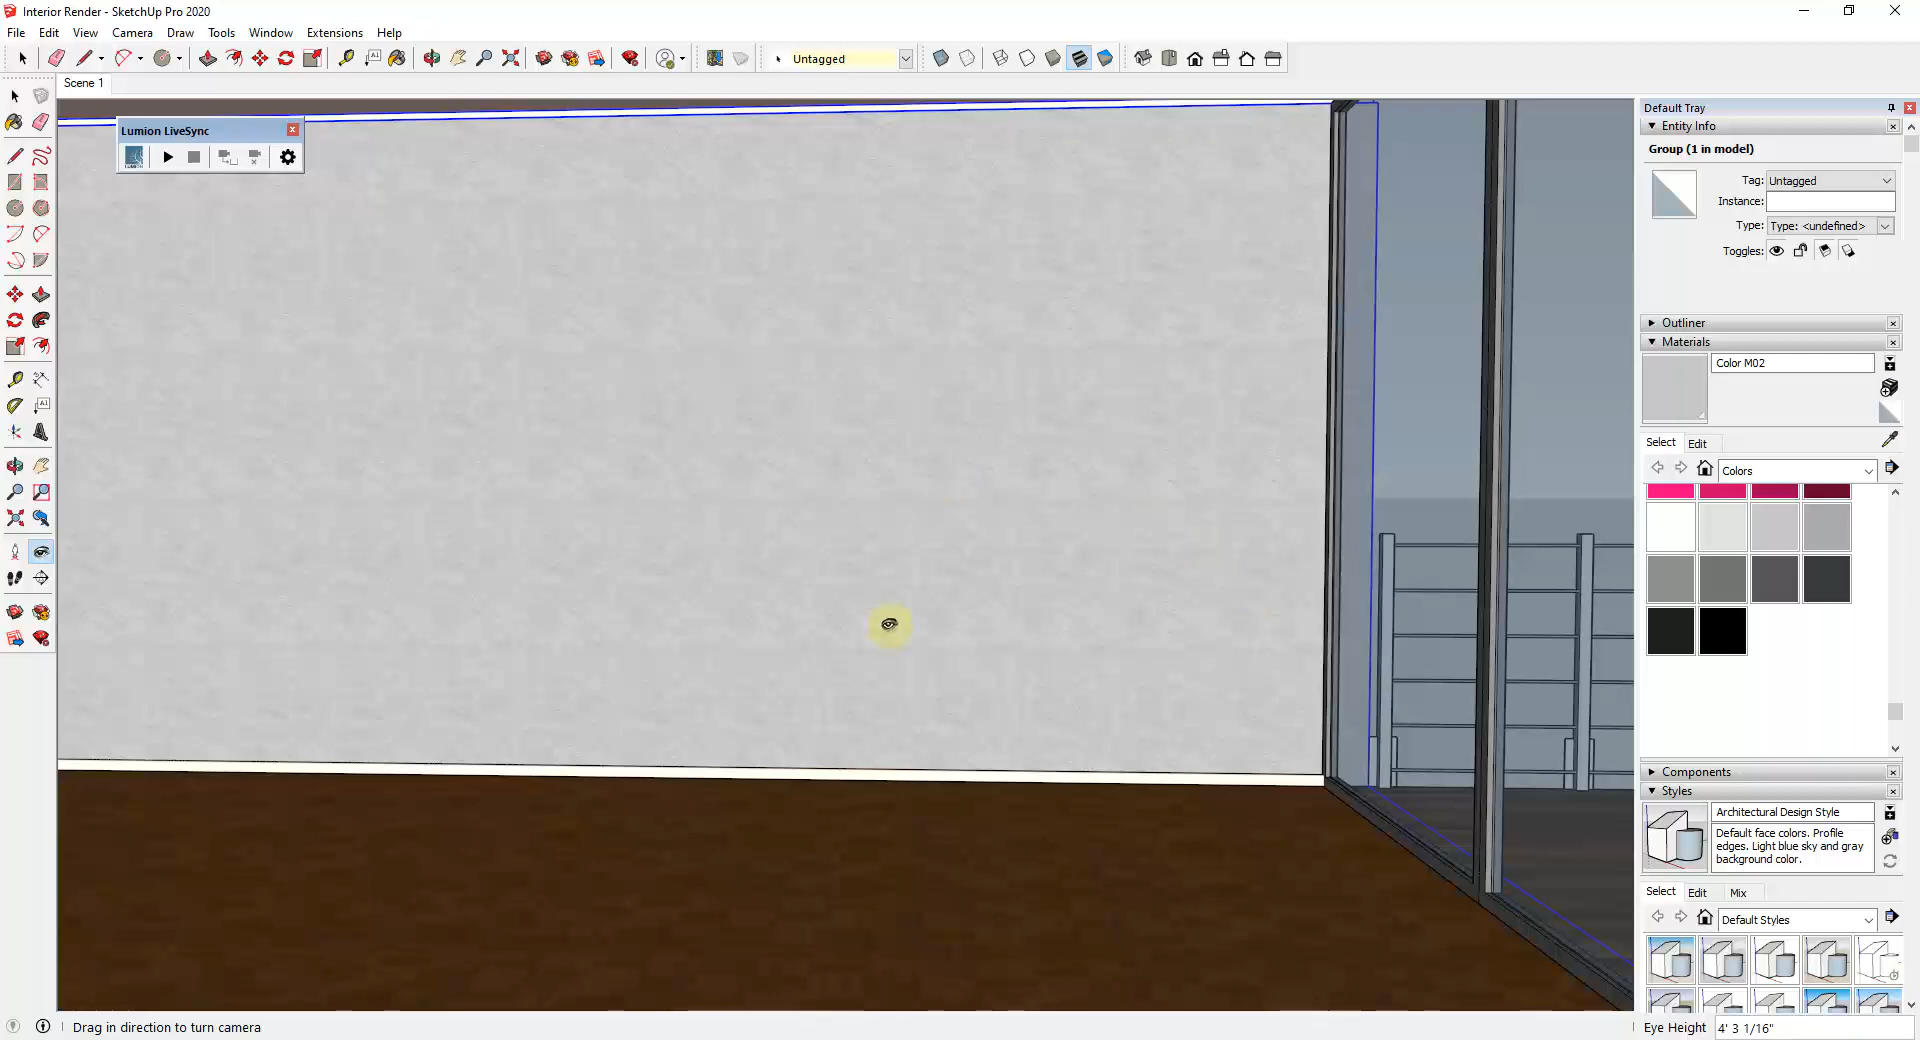 Interior Render - SketchUp Pro 2020
File Edit View Camera Draw Tools Window Extensions Help
Untagged
Scene 1
Default Tray
Lumion LiveSync
Entity Info
Group (1 in model)
Tag: Untagged
Instance:
Type: Type: <undefined>
Toggles:
Outliner
Materials
Color M02
Select Edit
Colors
Components
Styles
Architectural Design Style
Default face colors. Profile
edges. Light blue sky and gray
background color.
Select Edit Mix
Default Styles
Drag in direction to turn camera
Eye Height 4' 3 1/16"